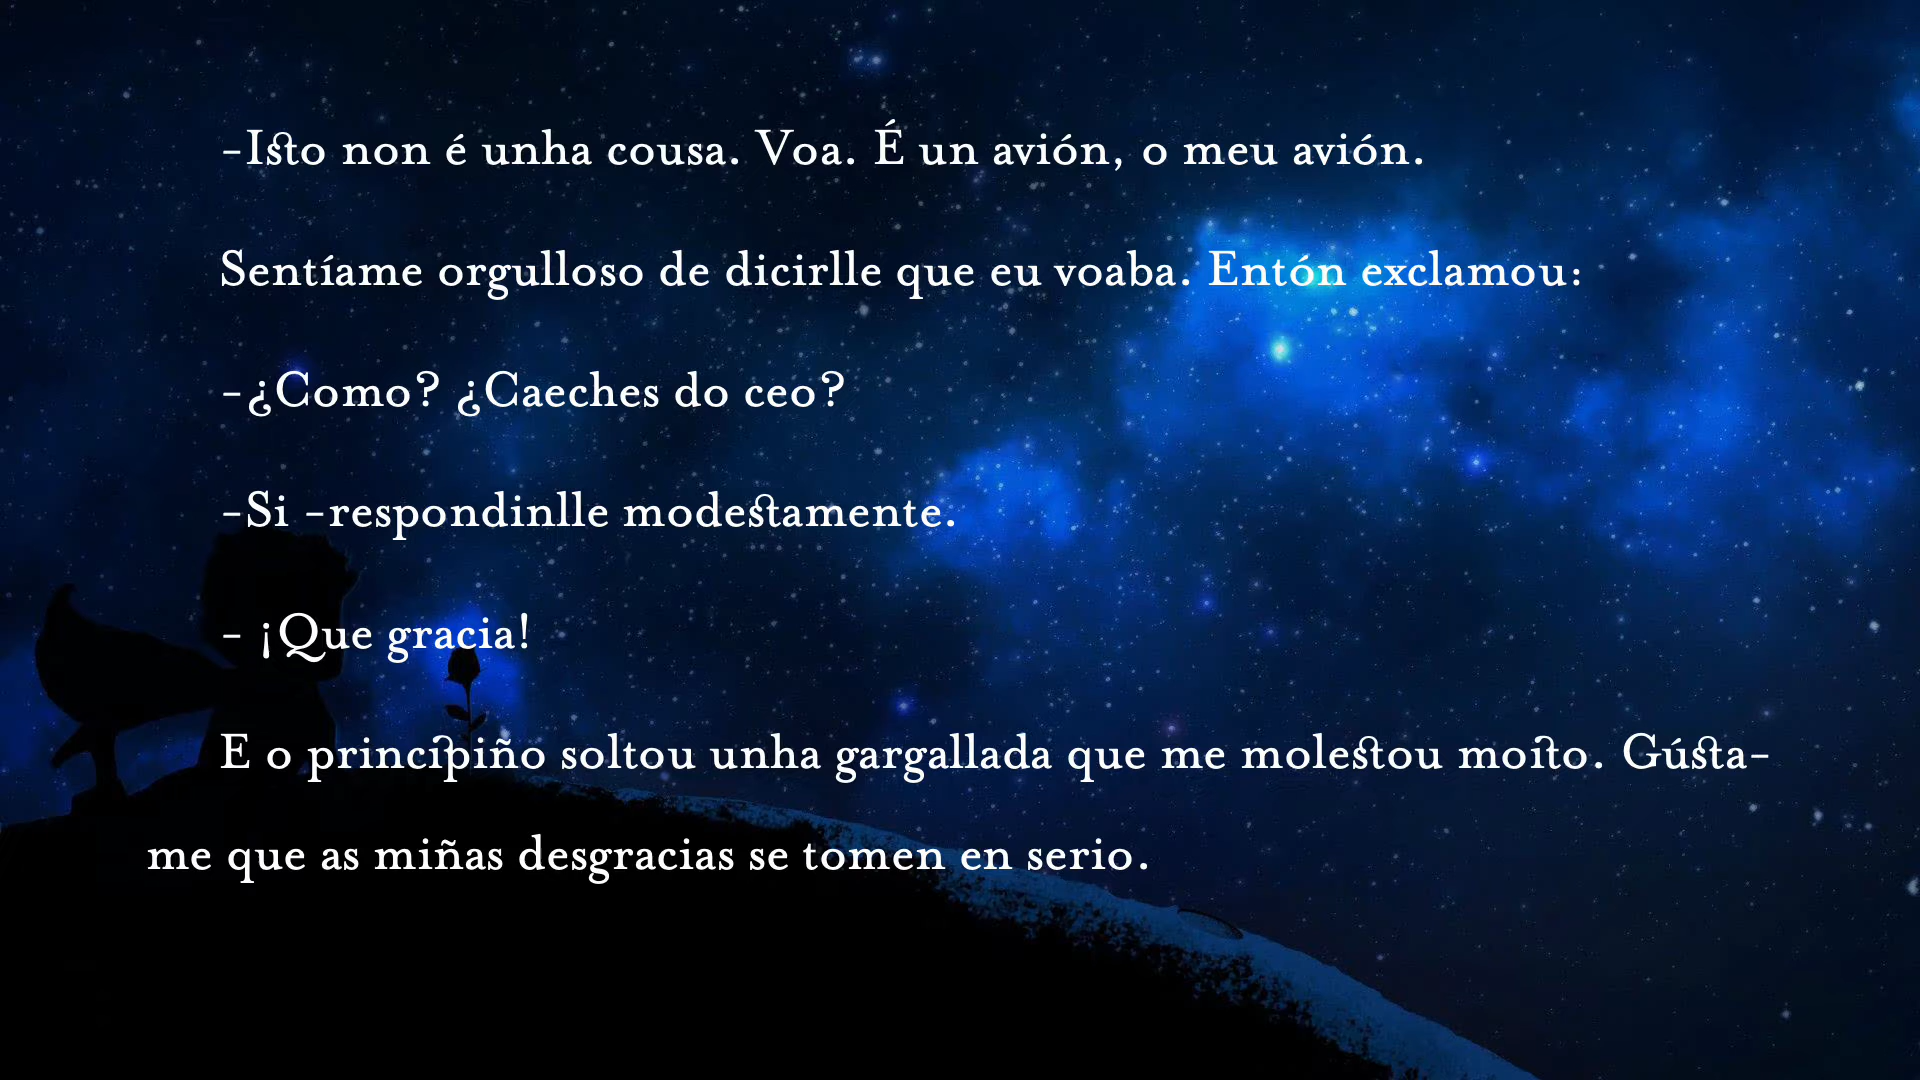 -Isto non é unha cousa. Voa. É un avión, o meu avión.
Sentíame orgulloso de dicirlle que eu voaba. Entón exclamou:
-¿Como? ¿Caeches do ceo?
-Si -respondinlle modestamente.
- ¡Que gracia!
E o principiño soltou unha gargallada que me molestou moito. Gústa-
me que as miñas desgracias se tomen en serio.